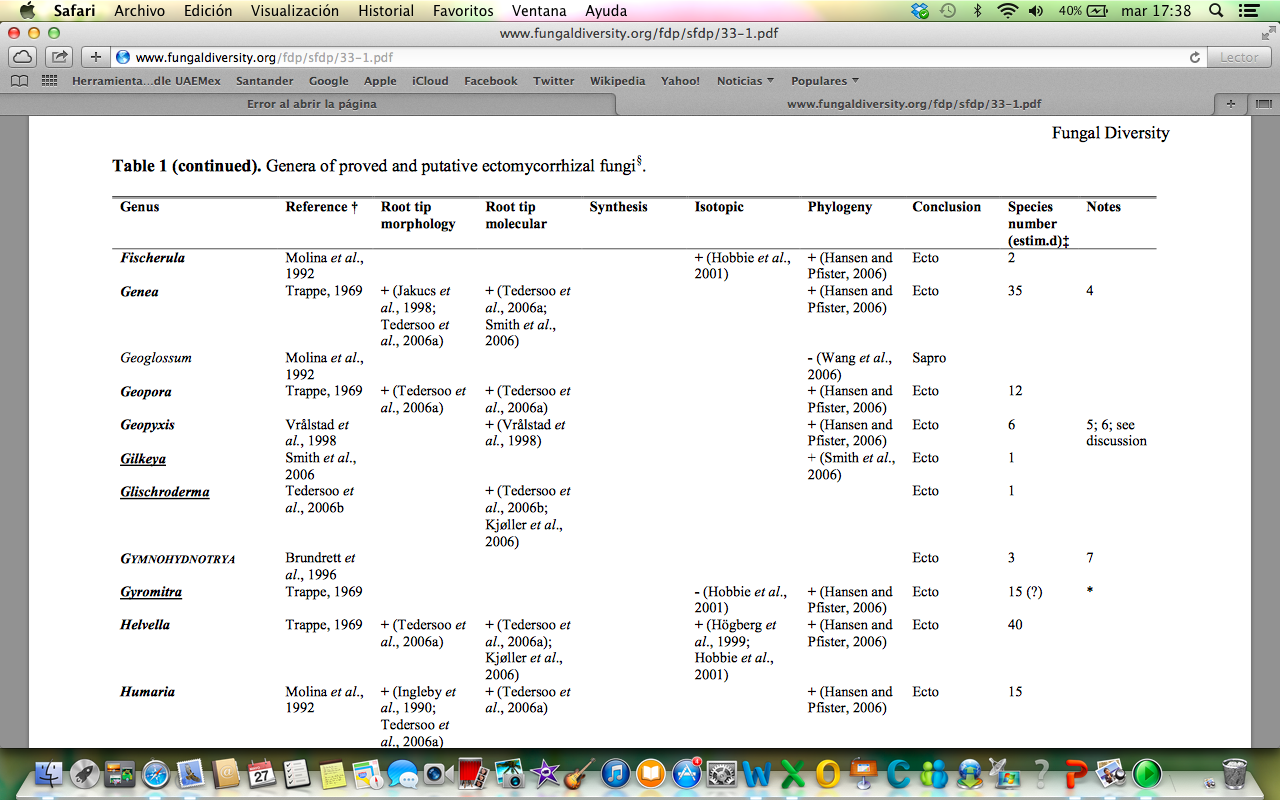 Safari Archivo Edición Visualización Historial Favoritos Ventana Ayuda 40% mar 17:38
www.fungaldiversity.org/fdp/sfdp/33-1.pdf
www.fungaldiversity.org/fdp/sfdp/33-1.pdf Lector
Herramienta...dle UAEMex Santander Google Apple iCloud Facebook Twitter Wikipedia Yahoo! Noticias Populares
Error al abrir la página www.fungaldiversity.org/fdp/sfdp/33-1.pdf
Fungal Diversity
Table 1 (continued). Genera of proved and putative ectomycorrhizal fungi§.
Genus Reference † Root tip Root tip Synthesis Isotopic Phylogeny Conclusion Species Notes
morphology molecular number
(estim.d)‡
Fischerula Molina et al., + (Hobbie et al., + (Hansen and Ecto 2
1992 2001) Pfister, 2006)
Genea Trappe, 1969 + (Jakucs et + (Tedersoo et + (Hansen and Ecto 35 4
al., 1998; al., 2006a; Pfister, 2006)
Tedersoo et Smith et al.,
al., 2006a) 2006)
Geoglossum Molina et al., - (Wang et al., Sapro
1992 2006)
Geopora Trappe, 1969 + (Tedersoo et + (Tedersoo et + (Hansen and Ecto 12
al., 2006a) al., 2006a) Pfister, 2006)
Geopyxis Vrålstad et + (Vrålstad et + (Hansen and Ecto 6 5; 6; see
al., 1998 al., 1998) Pfister, 2006) discussion
Gilkeya Smith et al., + (Smith et al., Ecto 1
2006 2006)
Glischroderma Tedersoo et + (Tedersoo et Ecto 1
al., 2006b al., 2006b;
Kjøller et al.,
2006)
GYMNOHYDNOTRYA Brundrett et Ecto 3 7
al., 1996
Gyromitra Trappe, 1969 - (Hobbie et al., + (Hansen and Ecto 15 (?) *
2001) Pfister, 2006)
Helvella Trappe, 1969 + (Tedersoo et + (Tedersoo et + (Högberg et + (Hansen and Ecto 40
al., 2006a) al., 2006a); al., 1999; Pfister, 2006)
Kjøller et al., Hobbie et al.,
2006) 2001)
Humaria Molina et al., + (Ingleby et + (Tedersoo et + (Hansen and Ecto 15
1992 al., 1990; al., 2006a) Pfister, 2006)
Tedersoo et
al., 2006a)
27